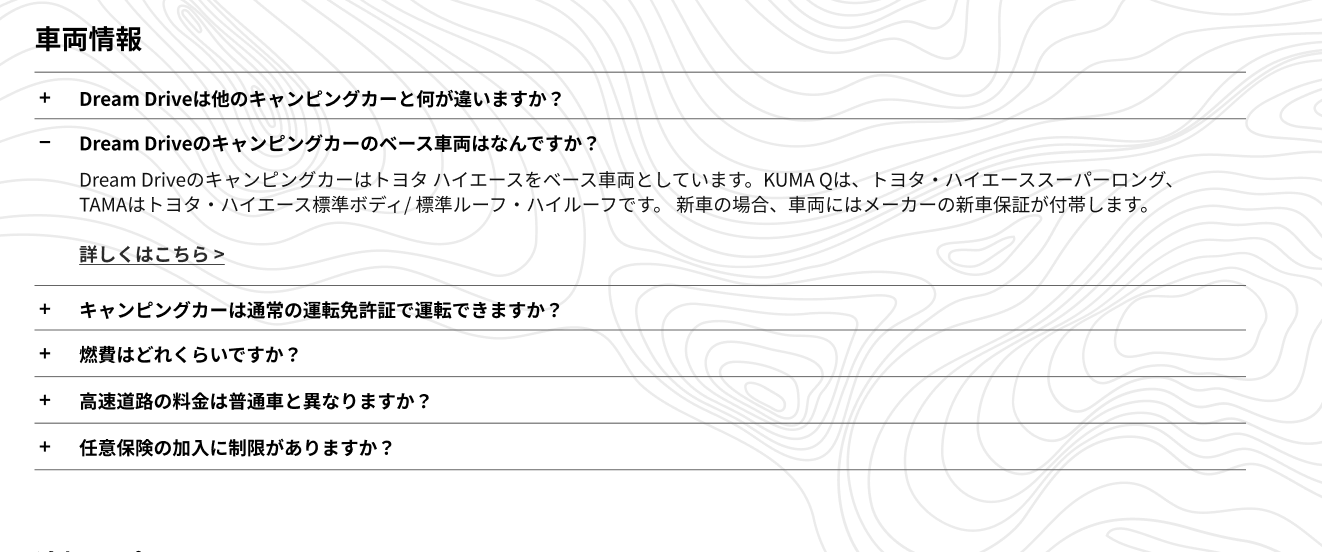 車両情報
+ Dream Driveは他のキャンピングカーと何が違いますか？
− Dream Driveのキャンピングカーのベース車両はなんですか？
Dream Driveのキャンピングカーはトヨタ ハイエースをベース車両としています。KUMA Qは、トヨタ・ハイエーススーパーロング、
TAMAはトヨタ・ハイエース標準ボディ/ 標準ルーフ・ハイルーフです。 新車の場合、車両にはメーカーの新車保証が付帯します。
詳しくはこちら >
+ キャンピングカーは通常の運転免許証で運転できますか？
+ 燃費はどれくらいですか？
+ 高速道路の料金は普通車と異なりますか？
+ 任意保険の加入に制限がありますか？